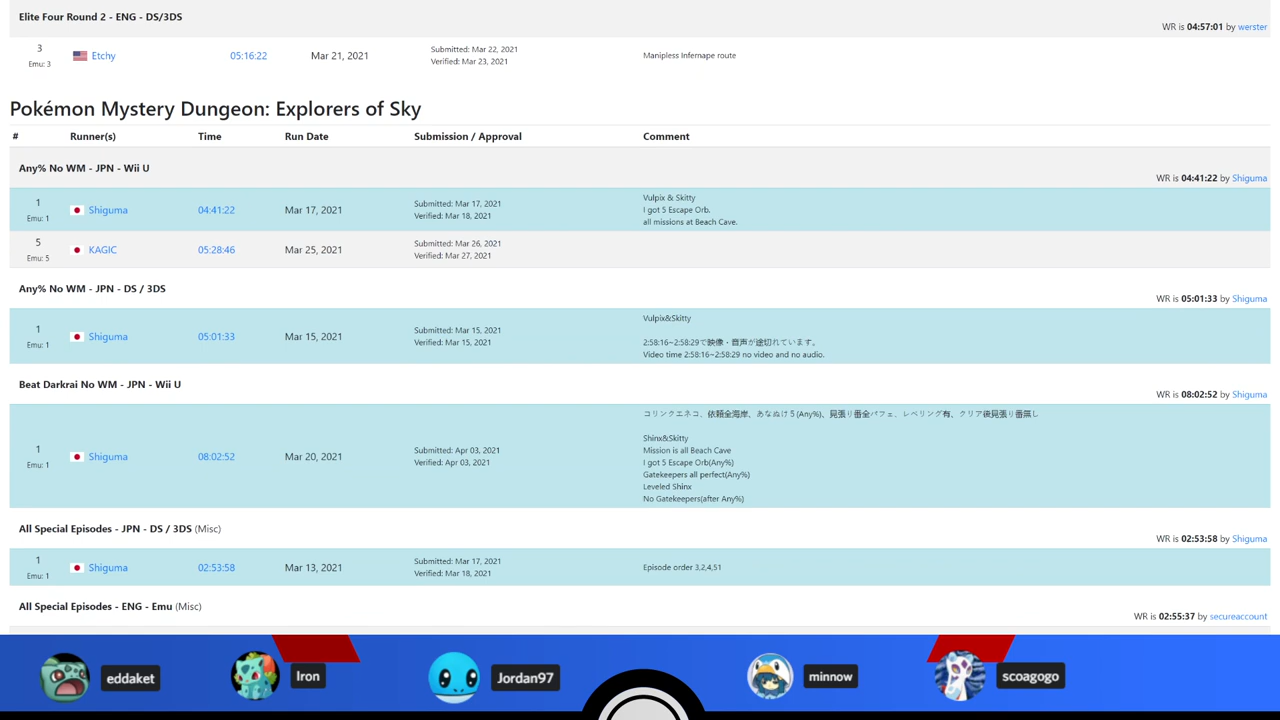 Elite Four Round 2 - ENG - DS/3DS
WR is 04:57:01 by werster
3 Etchy 05:16:22 Mar 21, 2021 Submitted: Mar 22, 2021 Manipless Infernape route
Emu: 3 Verified: Mar 23, 2021
Pokémon Mystery Dungeon: Explorers of Sky
# Runner(s) Time Run Date Submission / Approval Comment
Any% No WM - JPN - Wii U
WR is 04:41:22 by Shiguma
Vulpix & Skitty
1 Shiguma 04:41:22 Mar 17, 2021 Submitted: Mar 17, 2021 I got 5 Escape Orb.
Emu: 1 Verified: Mar 18, 2021 all missions at Beach Cave.
5 KAGIC 05:28:46 Mar 25, 2021 Submitted: Mar 26, 2021
Emu: 5 Verified: Mar 27, 2021
Any% No WM - JPN - DS / 3DS
WR is 05:01:33 by Shiguma
Vulpix&Skitty
1 Shiguma 05:01:33 Mar 15, 2021 Submitted: Mar 15, 2021
Emu: 1 Verified: Mar 15, 2021 2:58:16~2:58:29で映像・音声が途切れています。
Video time 2:58:16~2:58:29 no video and no audio.
Beat Darkrai No WM - JPN - Wii U
WR is 08:02:52 by Shiguma
コリンクエネコ、依頼全海岸、あなぬけ５(Any%)、見張り番全パフェ、レベリング有、クリア後見張り番無し
Shinx&Skitty
1 Shiguma 08:02:52 Mar 20, 2021 Submitted: Apr 03, 2021 Mission is all Beach Cave
Emu: 1 Verified: Apr 03, 2021 I got 5 Escape Orb(Any%)
Gatekeepers all perfect(Any%)
Leveled Shinx
No Gatekeepers(after Any%)
All Special Episodes - JPN - DS / 3DS (Misc)
WR is 02:53:58 by Shiguma
1 Shiguma 02:53:58 Mar 13, 2021 Submitted: Mar 17, 2021 Episode order 3,2,4,51
Emu: 1 Verified: Mar 18, 2021
All Special Episodes - ENG - Emu (Misc)
WR is 02:55:37 by secureaccount
eddaket Iron Jordan97 minnow scoagogo